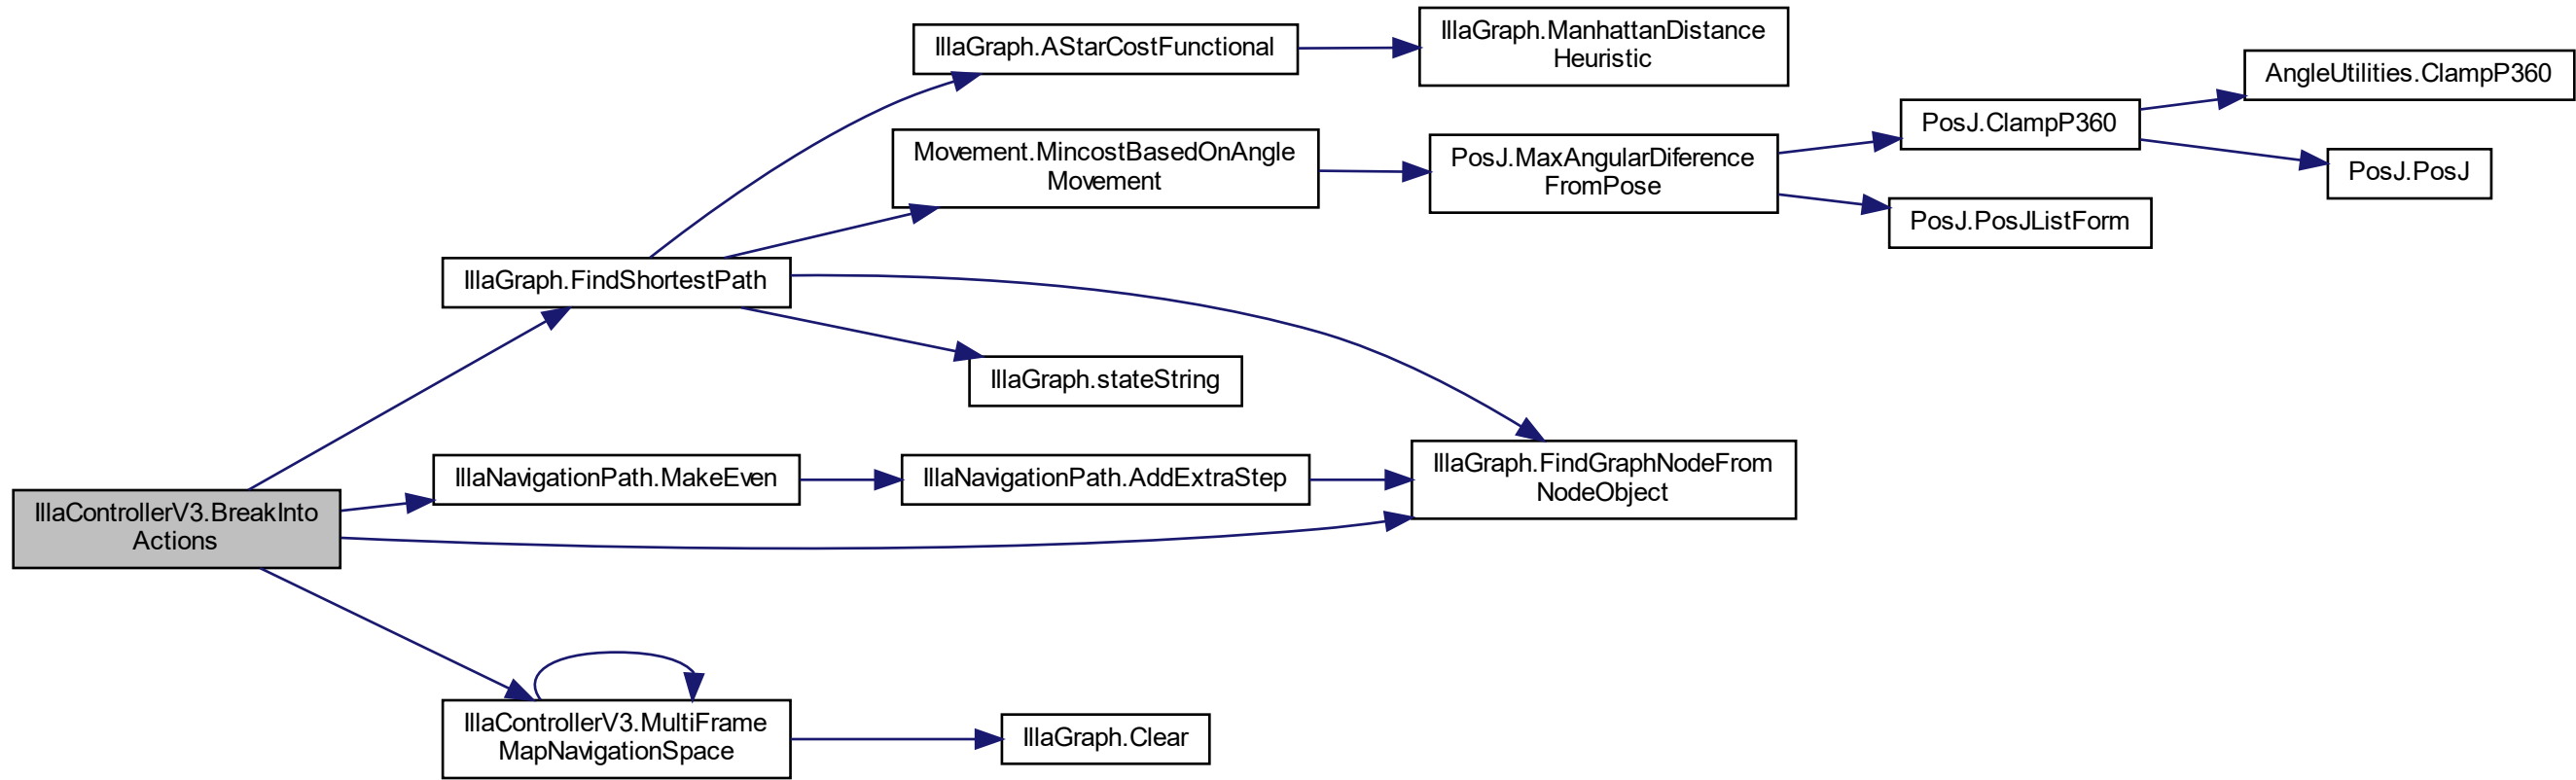 IllaControllerV3.BreakInto
Actions
IllaGraph.FindShortestPath
IllaGraph.AStarCostFunctional
IllaGraph.ManhattanDistance
Heuristic
Movement.MincostBasedOnAngle
Movement
PosJ.MaxAngularDiference
FromPose
PosJ.ClampP360
AngleUtilities.ClampP360
PosJ.PosJ
PosJ.PosJListForm
IllaGraph.stateString
IllaNavigationPath.MakeEven
IllaNavigationPath.AddExtraStep
IllaGraph.FindGraphNodeFrom
NodeObject
IllaControllerV3.MultiFrame
MapNavigationSpace
IllaGraph.Clear